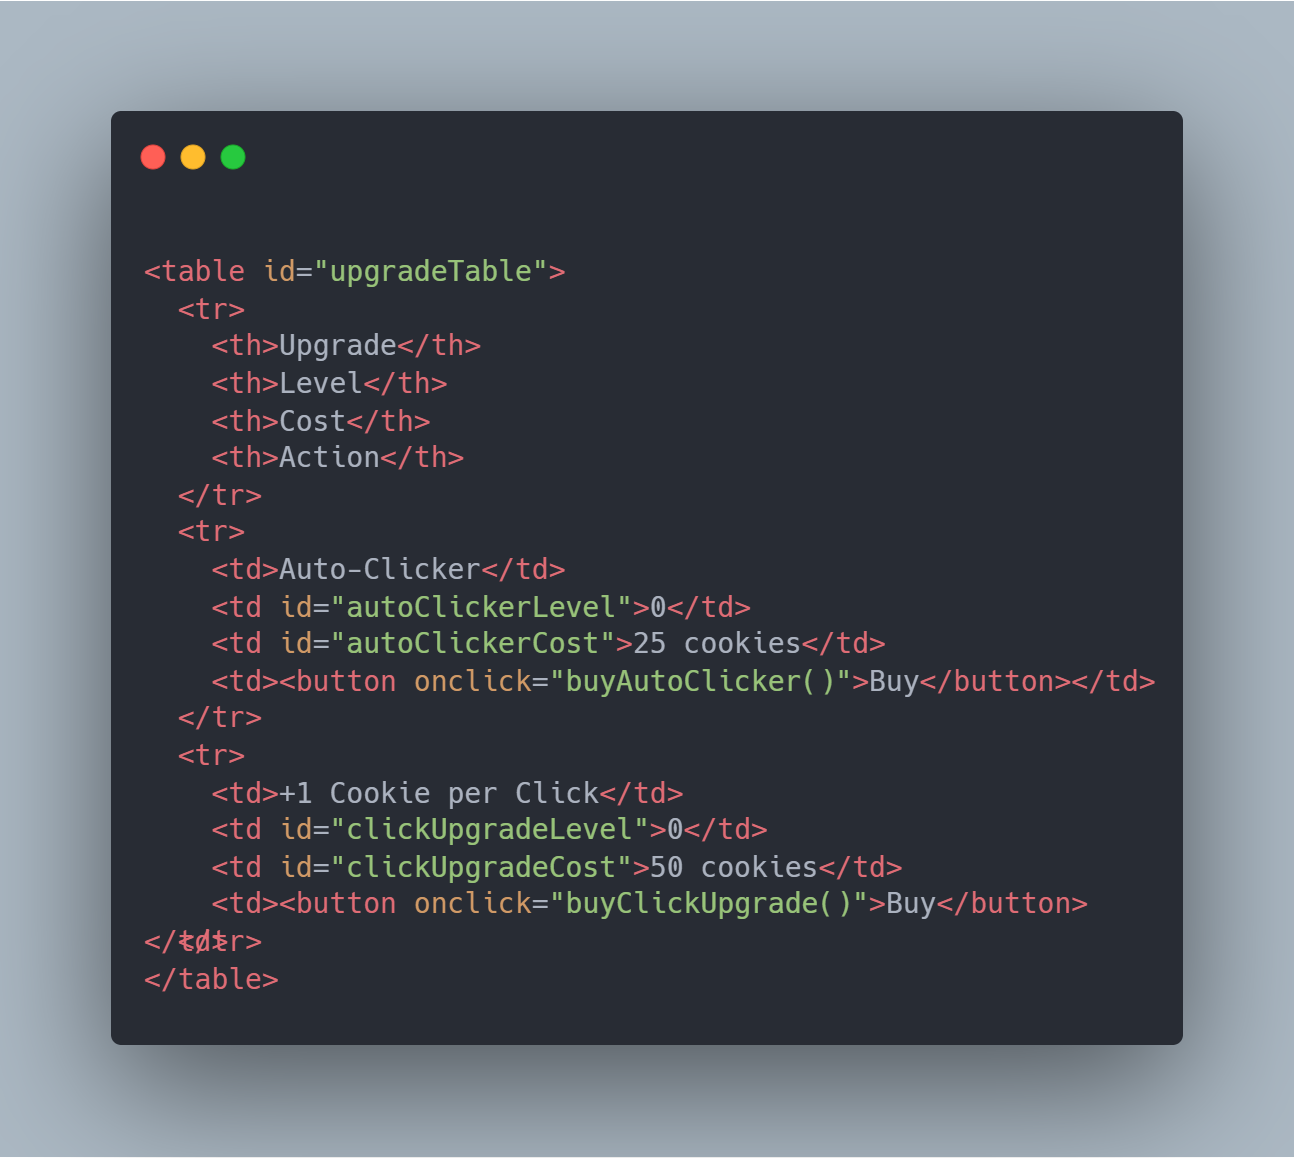 <table id="upgradeTable">
  <tr>
    <th>Upgrade</th>
    <th>Level</th>
    <th>Cost</th>
    <th>Action</th>
  </tr>
  <tr>
    <td>Auto-Clicker</td>
    <td id="autoClickerLevel">0</td>
    <td id="autoClickerCost">25 cookies</td>
    <td><button onclick="buyAutoClicker()">Buy</button></td>
  </tr>
  <tr>
    <td>+1 Cookie per Click</td>
    <td id="clickUpgradeLevel">0</td>
    <td id="clickUpgradeCost">50 cookies</td>
    <td><button onclick="buyClickUpgrade()">Buy</button>
</td>
  </tr>
</table>